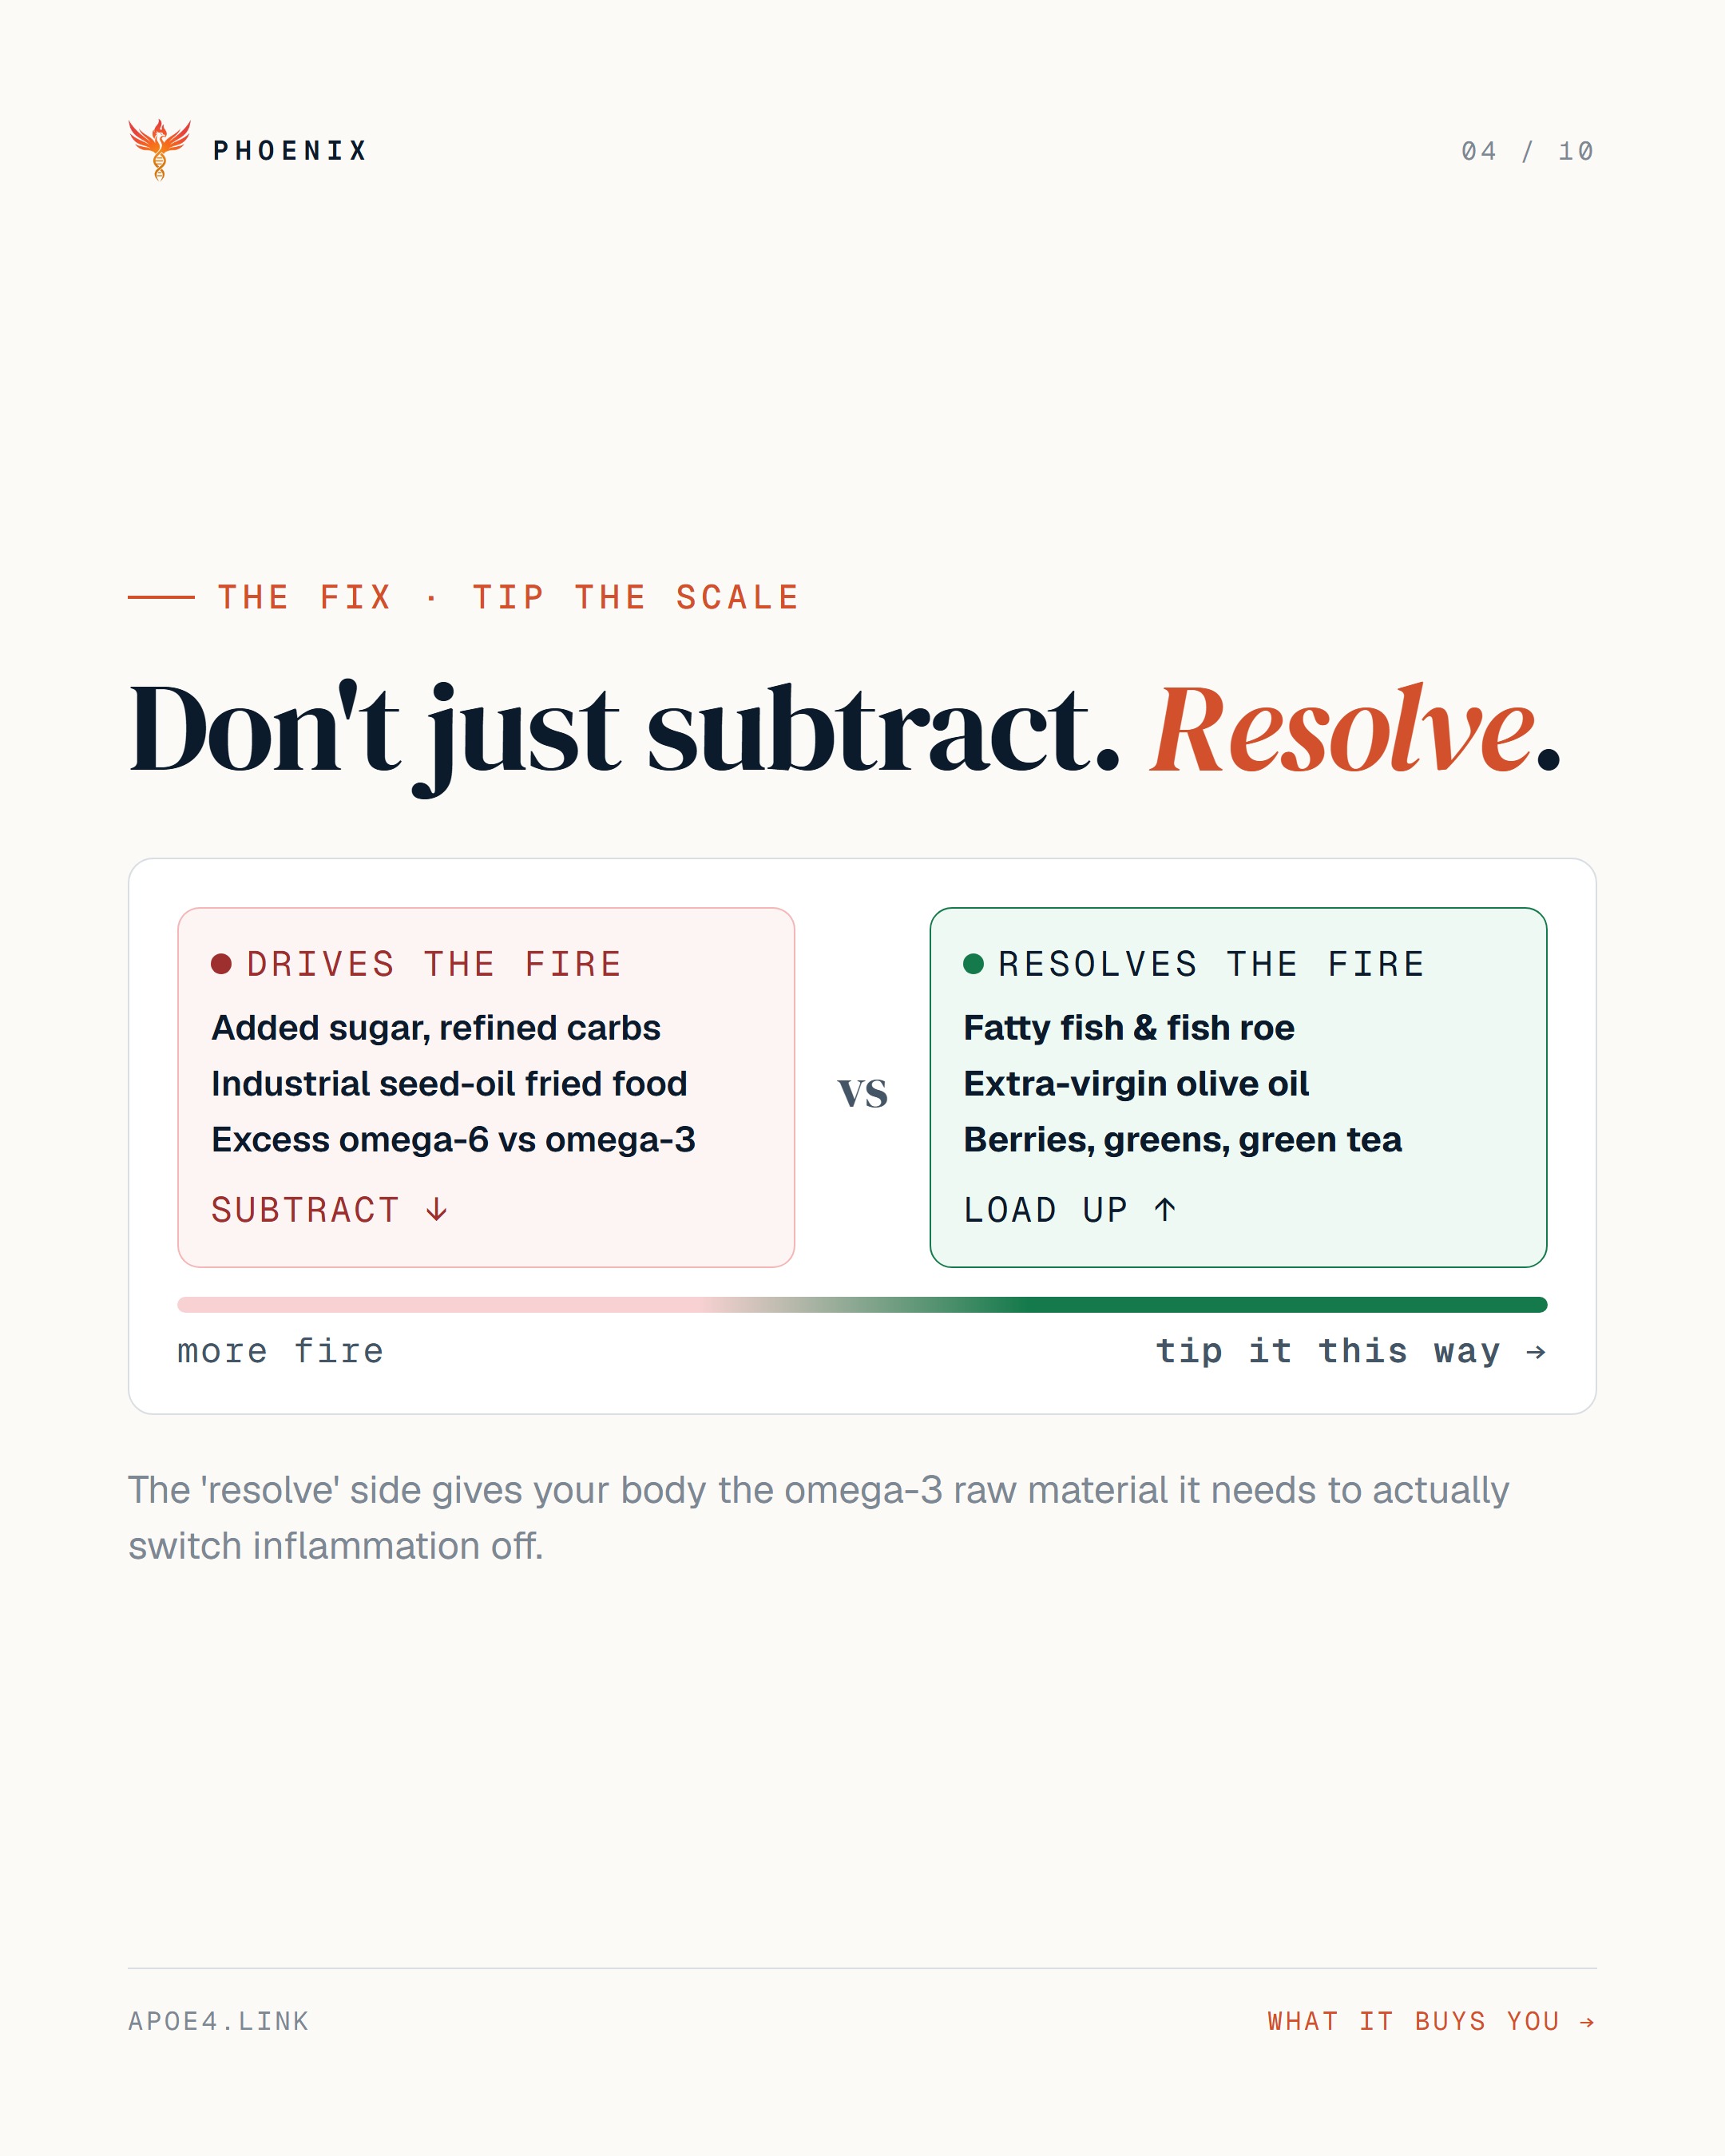 PHOENIX
04 / 10
THE FIX · TIP THE SCALE
Don't just subtract. Resolve.
DRIVES THE FIRE
Added sugar, refined carbs
Industrial seed-oil fried food
Excess omega-6 vs omega-3
SUBTRACT ↓
vs
RESOLVES THE FIRE
Fatty fish & fish roe
Extra-virgin olive oil
Berries, greens, green tea
LOAD UP ↑
more fire
tip it this way →
The 'resolve' side gives your body the omega-3 raw material it needs to actually
switch inflammation off.
APOE4.LINK
WHAT IT BUYS YOU →